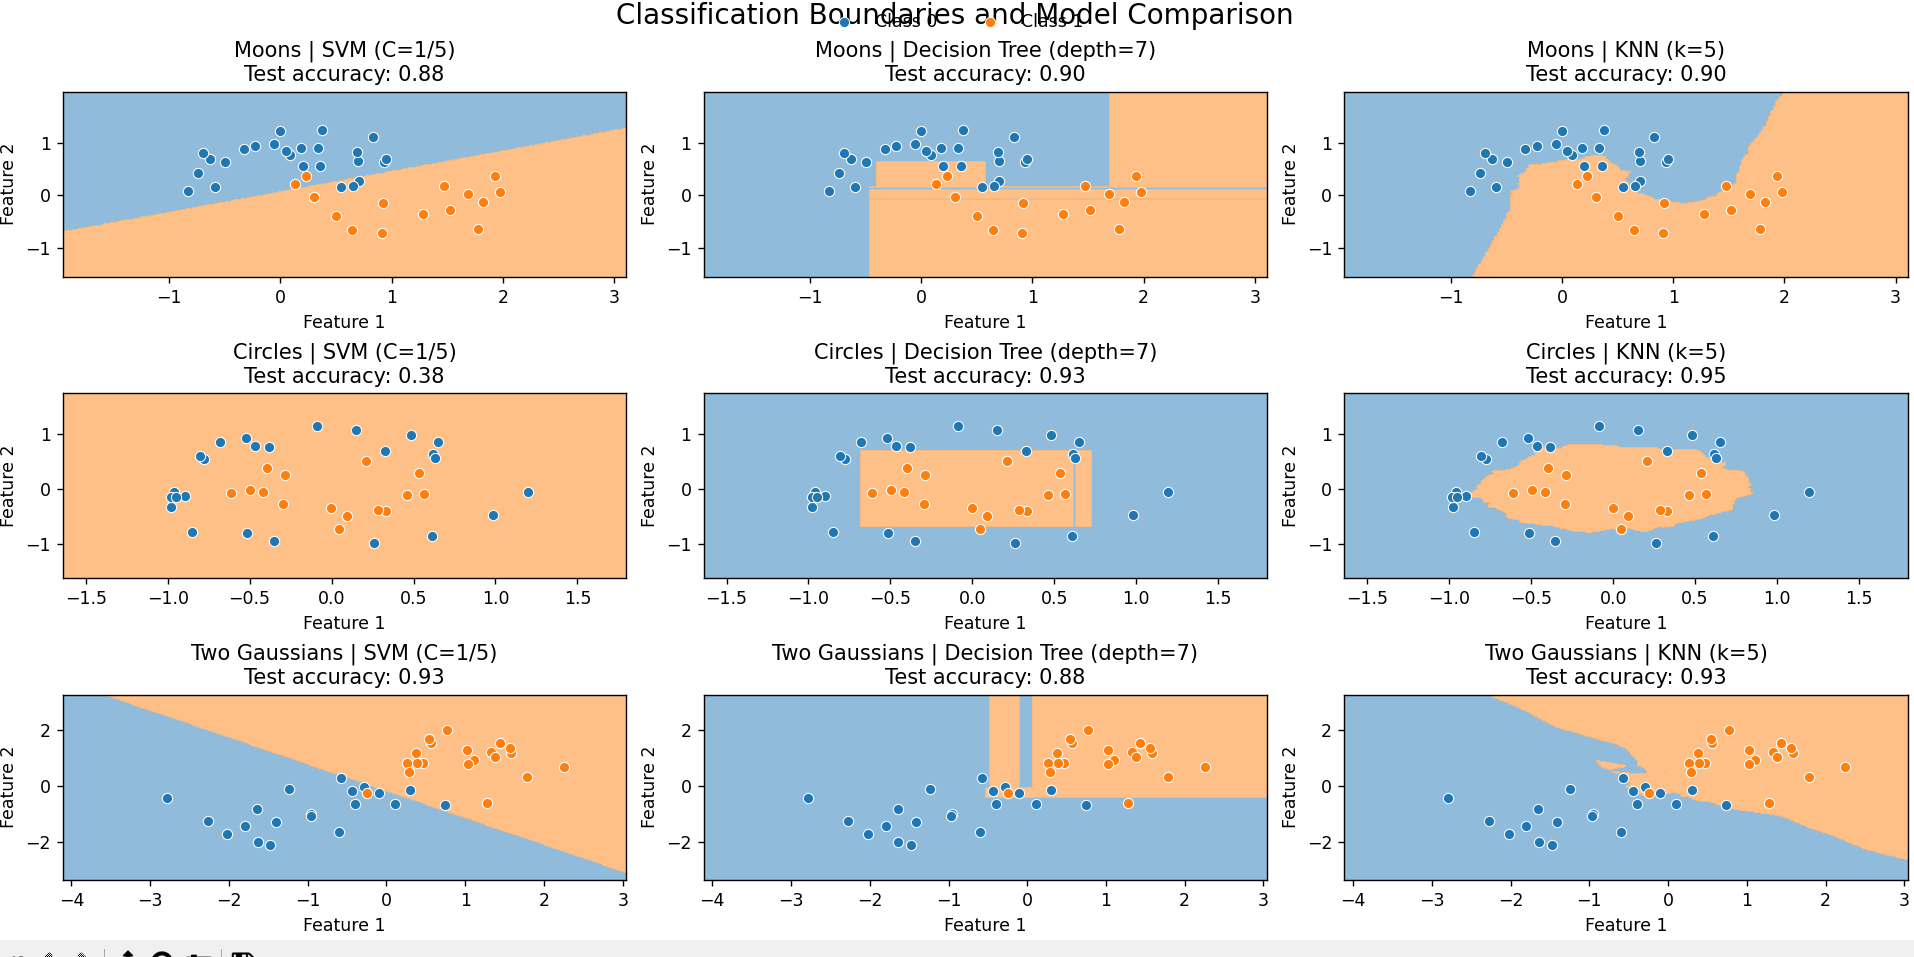 Classification Boundaries and Model Comparison
Class 0 Class 1
Moons | SVM (C=1/5)
Test accuracy: 0.88
Moons | Decision Tree (depth=7)
Test accuracy: 0.90
Moons | KNN (k=5)
Test accuracy: 0.90
Feature 2
1
0
−1
−1 0 1 2 3
Feature 1
Feature 2
1
0
−1
−1 0 1 2 3
Feature 1
Feature 2
1
0
−1
−1 0 1 2 3
Feature 1
Circles | SVM (C=1/5)
Test accuracy: 0.38
Circles | Decision Tree (depth=7)
Test accuracy: 0.93
Circles | KNN (k=5)
Test accuracy: 0.95
Feature 2
1
0
−1
−1.5 −1.0 −0.5 0.0 0.5 1.0 1.5
Feature 1
Feature 2
1
0
−1
−1.5 −1.0 −0.5 0.0 0.5 1.0 1.5
Feature 1
Feature 2
1
0
−1
−1.5 −1.0 −0.5 0.0 0.5 1.0 1.5
Feature 1
Two Gaussians | SVM (C=1/5)
Test accuracy: 0.93
Two Gaussians | Decision Tree (depth=7)
Test accuracy: 0.88
Two Gaussians | KNN (k=5)
Test accuracy: 0.93
Feature 2
2
0
−2
−4 −3 −2 −1 0 1 2 3
Feature 1
Feature 2
2
0
−2
−4 −3 −2 −1 0 1 2 3
Feature 1
Feature 2
2
0
−2
−4 −3 −2 −1 0 1 2 3
Feature 1